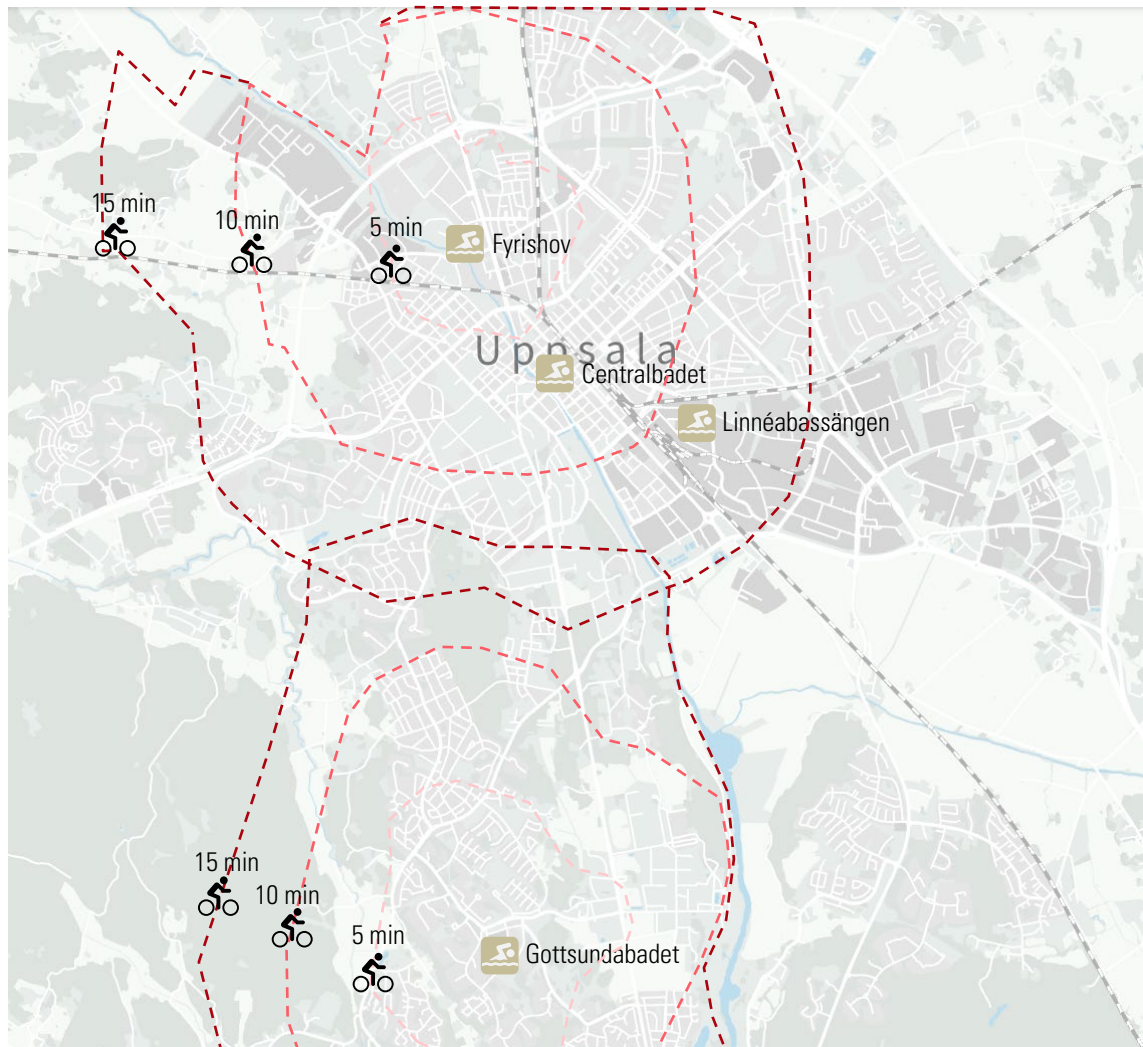 15 min
10 min
5 min
Fyrishov
Uppsala
Centralbadet
Linnéabassängen
15 min
10 min
5 min
Gottsundabadet